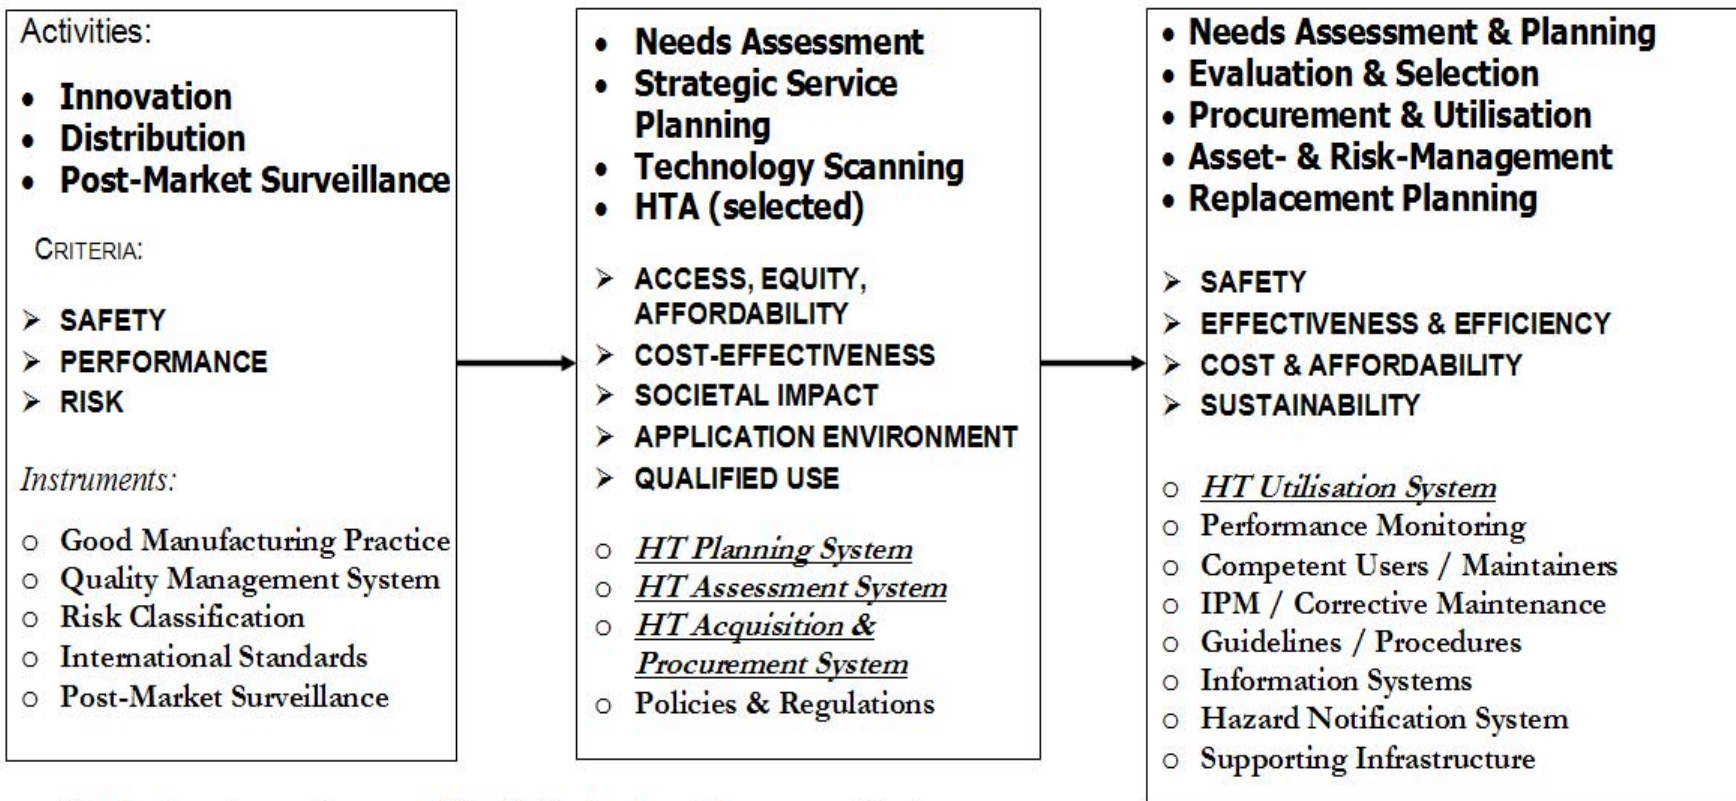 Activities:
• Innovation
• Distribution
• Post-Market Surveillance
CRITERIA:
➢ SAFETY
➢ PERFORMANCE
➢ RISK
Instruments:
o Good Manufacturing Practice
o Quality Management System
o Risk Classification
o International Standards
o Post-Market Surveillance
• Needs Assessment
• Strategic Service
Planning
• Technology Scanning
• HTA (selected)
➢ ACCESS, EQUITY,
AFFORDABILITY
➢ COST-EFFECTIVENESS
➢ SOCIETAL IMPACT
➢ APPLICATION ENVIRONMENT
➢ QUALIFIED USE
o HT Planning System
o HT Assessment System
o HT Acquisition &
Procurement System
o Policies & Regulations
• Needs Assessment & Planning
• Evaluation & Selection
• Procurement & Utilisation
• Asset- & Risk-Management
• Replacement Planning
➢ SAFETY
➢ EFFECTIVENESS & EFFICIENCY
➢ COST & AFFORDABILITY
➢ SUSTAINABILITY
o HT Utilisation System
o Performance Monitoring
o Competent Users / Maintainers
o IPM / Corrective Maintenance
o Guidelines / Procedures
o Information Systems
o Hazard Notification System
o Supporting Infrastructure